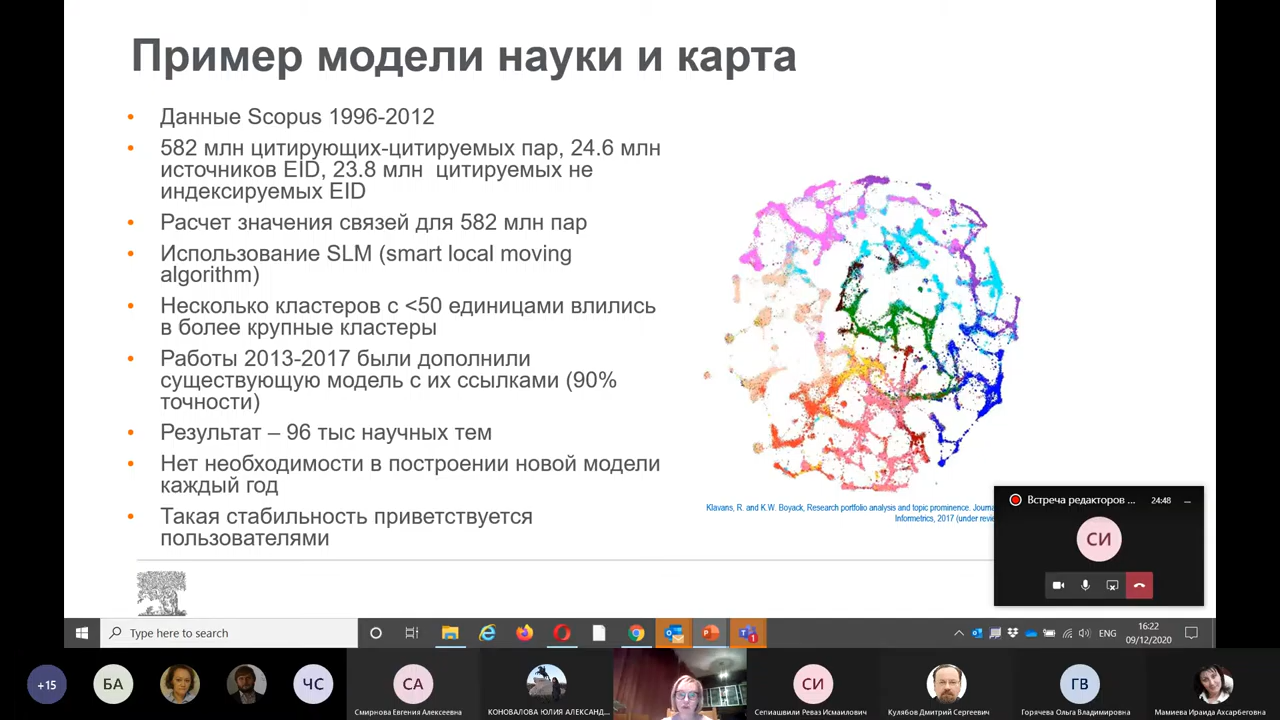 Пример модели науки и карта
• Данные Scopus 1996-2012
• 582 млн цитирующих-цитируемых пар, 24.6 млн
источников EID, 23.8 млн цитируемых не
индексируемых EID
• Расчет значения связей для 582 млн пар
• Использование SLM (smart local moving
algorithm)
• Несколько кластеров с <50 единицами влились
в более крупные кластеры
• Работы 2013-2017 были дополнили
существующую модель с их ссылками (90%
точности)
• Результат – 96 тыс научных тем
• Нет необходимости в построении новой модели
каждый год
• Такая стабильность приветствуется
пользователями
Klavans, R. and K.W. Boyack, Research portfolio analysis and topic prominence. Journa
Informetrics, 2017 (under revie
Встреча редакторов ... 24:48
СИ
Type here to search
1
ENG
16:22
09/12/2020
+15
БА
ЧС
СА
СИ
ГВ
Смирнова Евгения Алексеевна
КОНОВАЛОВА ЮЛИЯ АЛЕКСАНД...
Сепиашвили Реваз Исмаилович
Кулябов Дмитрий Сергеевич
Горячева Ольга Владимировна
Мамиева Ираида Ахсарбеговна